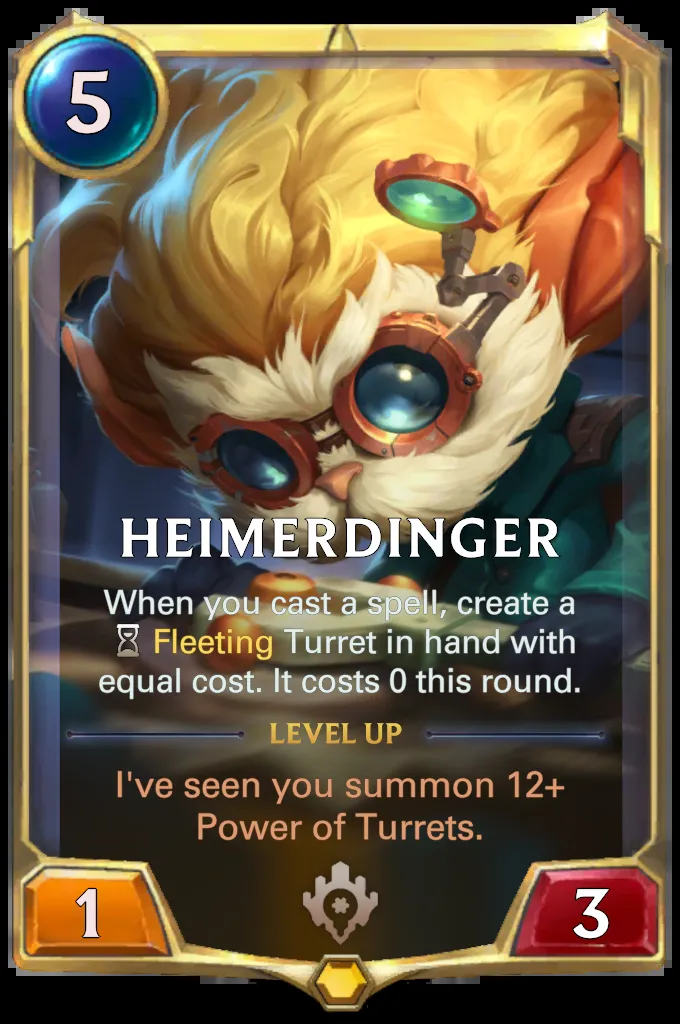 5
HEIMERDINGER
When you cast a spell, create a
Fleeting Turret in hand with
equal cost. It costs 0 this round.
LEVEL UP
I've seen you summon 12+
Power of Turrets.
1
3